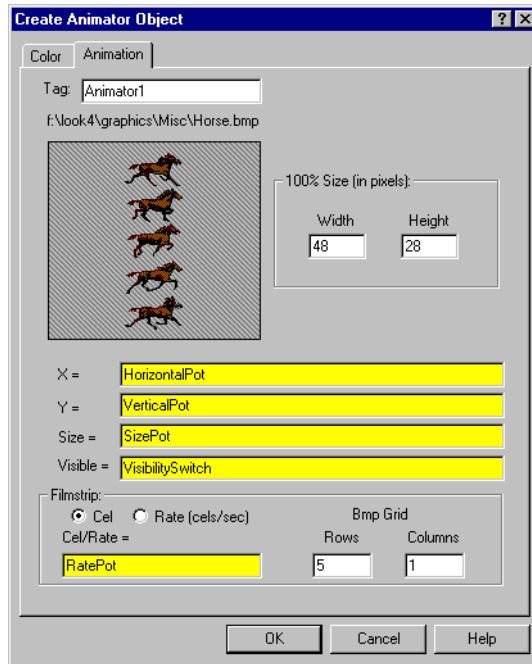 Create Animator Object
Color Animation
Tag: Animator1
f:\look4\graphics\Misc\Horse.bmp
100% Size (in pixels):
Width Height
48 28
X = HorizontalPot
Y = VerticalPot
Size = SizePot
Visible = VisibilitySwitch
Filmstrip:
Cel Rate (cels/sec) Bmp Grid
Cel/Rate = Rows Columns
RatePot 5 1
OK Cancel Help